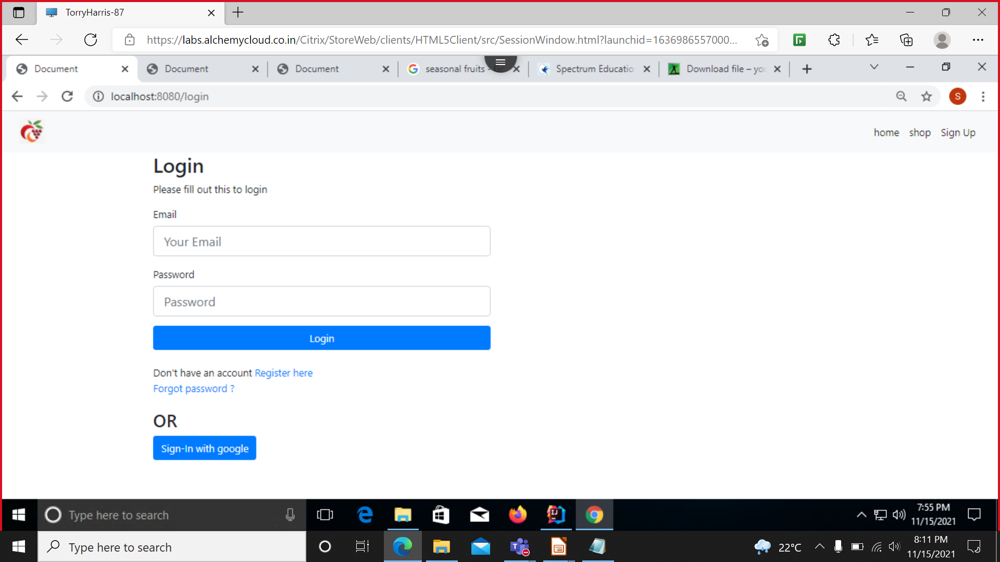 TorryHarris-87
https://labs.alchemycloud.co.in/Citrix/StoreWeb/clients/HTML5Client/src/SessionWindow.html?launchid=1636986557000...
Document
Document
Document
seasonal fruits - Go
Spectrum Educatio
Download file – you
localhost:8080/login
S
home
shop
Sign Up
Login
Please fill out this to login
Email
Your Email
Password
Password
Login
Don't have an account Register here
Forgot password ?
OR
Sign-In with google
Type here to search
7:55 PM
11/15/2021
Type here to search
22°C
8:11 PM
11/15/2021